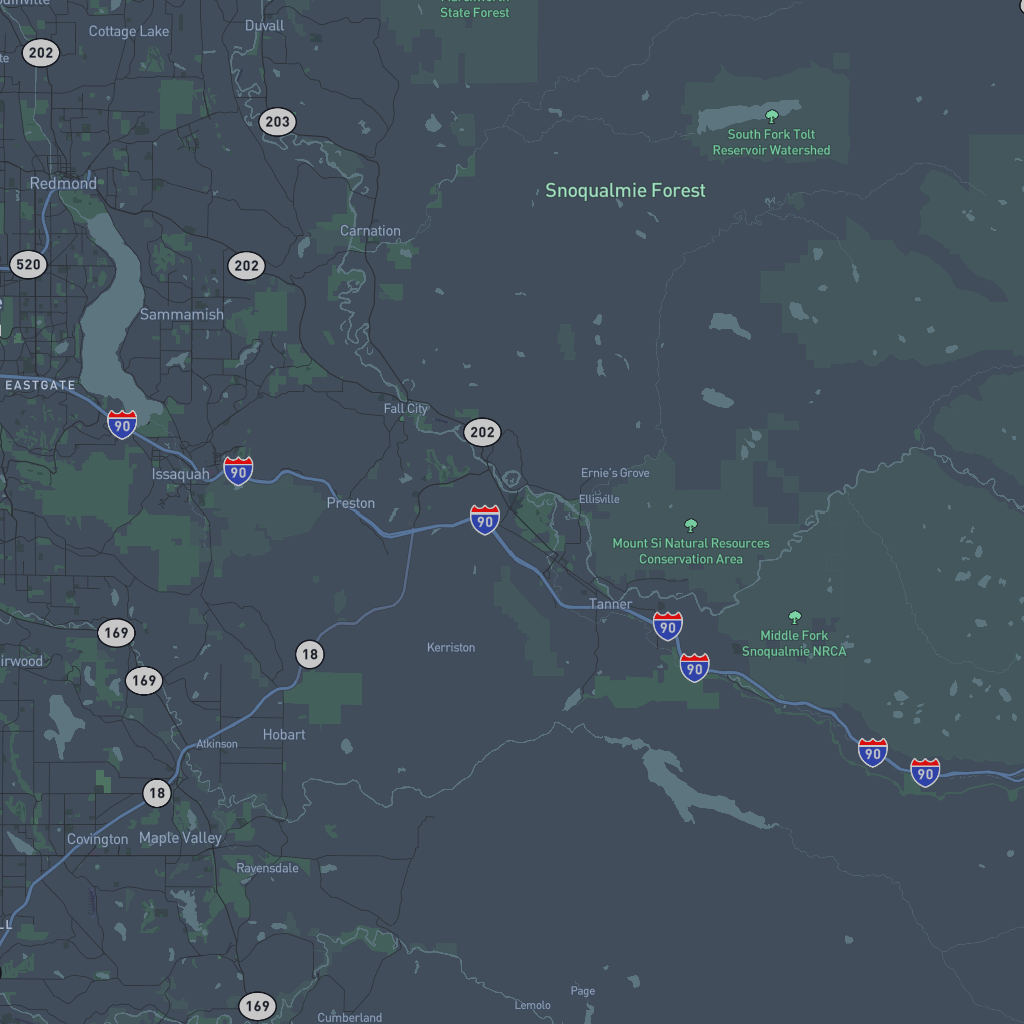 State Forest
Duvall
Cottage Lake
202
203
South Fork Tolt
Reservoir Watershed
Redmond
Snoqualmie Forest
Carnation
520
202
Sammamish
EASTGATE
90
Fall City
202
Issaquah
90
Ernie's Grove
Preston
Ellisville
90
Mount Si Natural Resources
Conservation Area
Tanner
90
169
Middle Fork
Snoqualmie NRCA
Kerriston
18
90
169
Hobart
Atkinson
90
90
18
Covington
Maple Valley
Ravensdale
Page
169
Lemolo
Cumberland